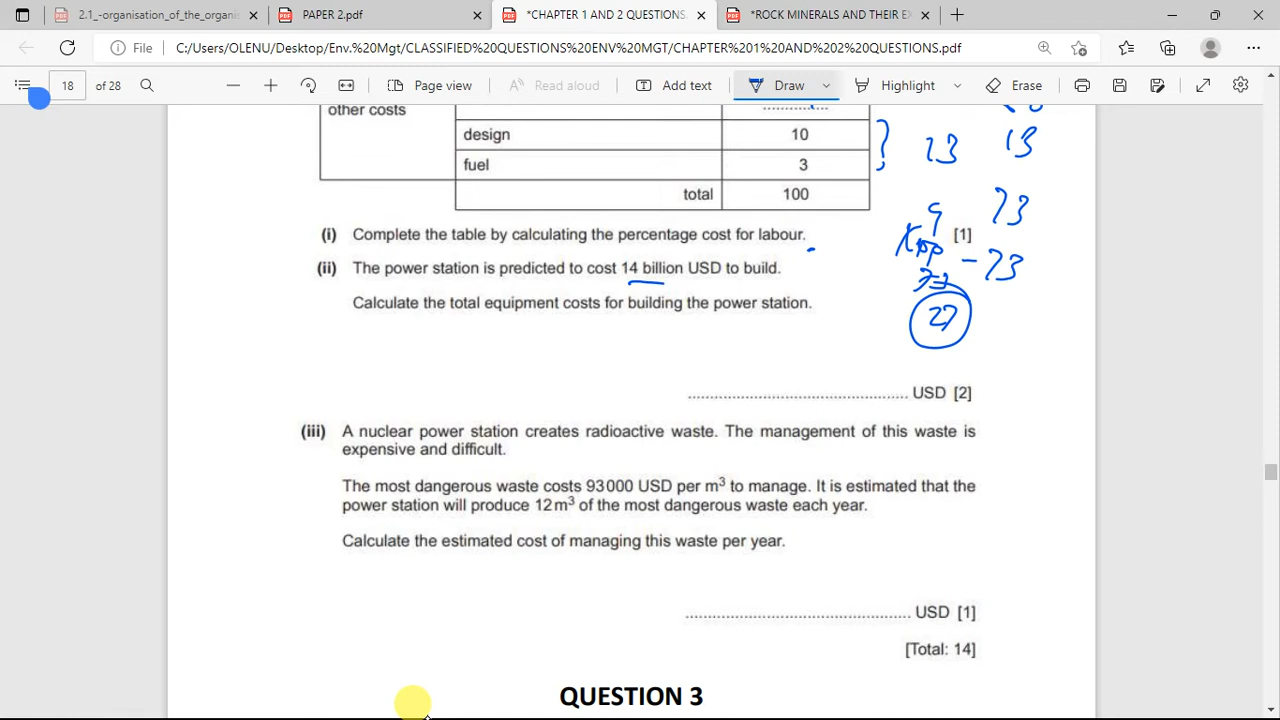 2.1_-organisation_of_the_organi
PAPER 2.pdf
*CHAPTER 1 AND 2 QUESTIONS.
*ROCK MINERALS AND THEIR EX
File
C:/Users/OLENU/Desktop/Env.%20Mgt/CLASSIFIED%20QUESTIONS%20ENV%20MGT/CHAPTER%201%20AND%202%20QUESTIONS.pdf
18 of 28
Page view
Read aloud
Add text
Draw
Highlight
Erase
other costs
design 10 } 13 13
fuel 3
total 100
73
(i) Complete the table by calculating the percentage cost for labour. [1]
- 73
(ii) The power station is predicted to cost 14 billion USD to build.
Calculate the total equipment costs for building the power station.
27
........................................... USD [2]
(iii) A nuclear power station creates radioactive waste. The management of this waste is
expensive and difficult.
The most dangerous waste costs 93000 USD per m³ to manage. It is estimated that the
power station will produce 12m³ of the most dangerous waste each year.
Calculate the estimated cost of managing this waste per year.
........................................... USD [1]
[Total: 14]
QUESTION 3